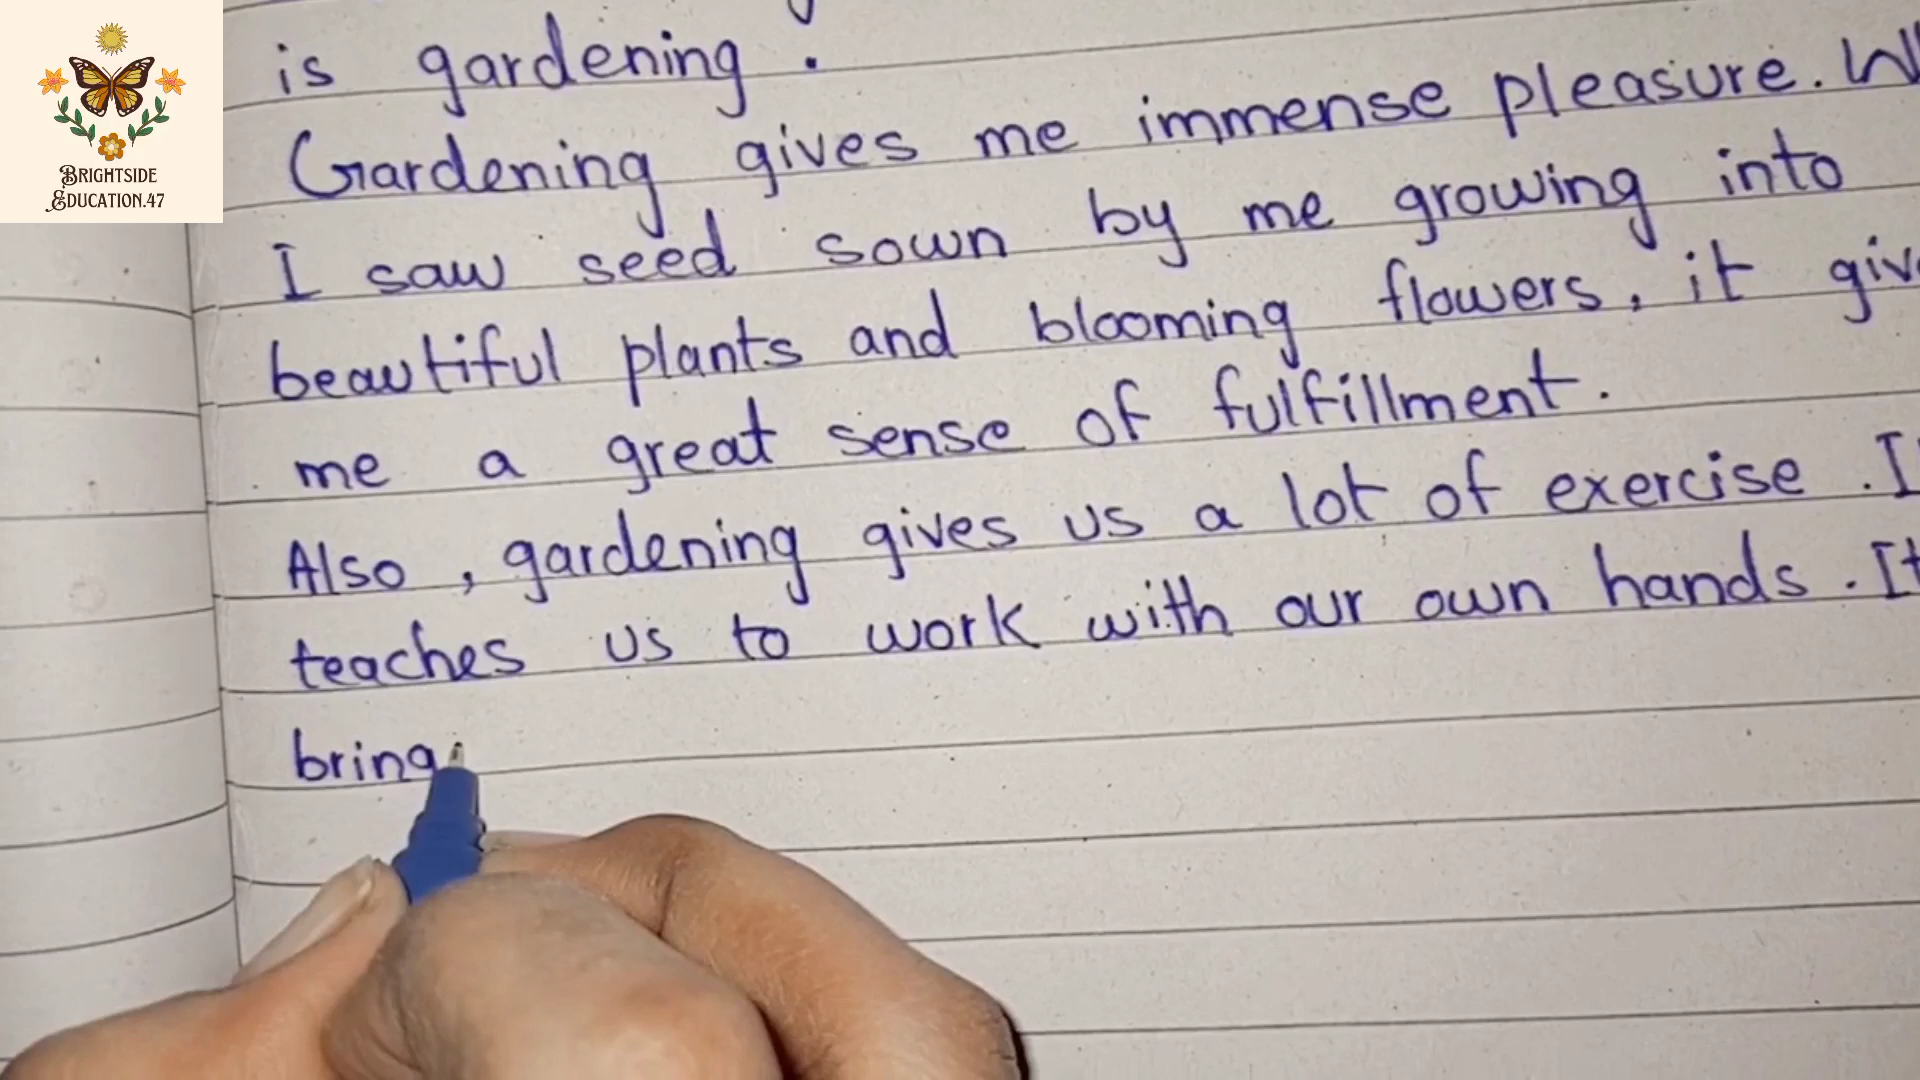 BRIGHTSIDE
EDUCATION.47
is gardening.
Gardening gives me immense pleasure.
I saw seed sown by me growing into
beautiful plants and blooming flowers, it
me a great sense of fulfillment.
Also, gardening gives us a lot of exercise.
teaches us to work with our own hands. It
bring